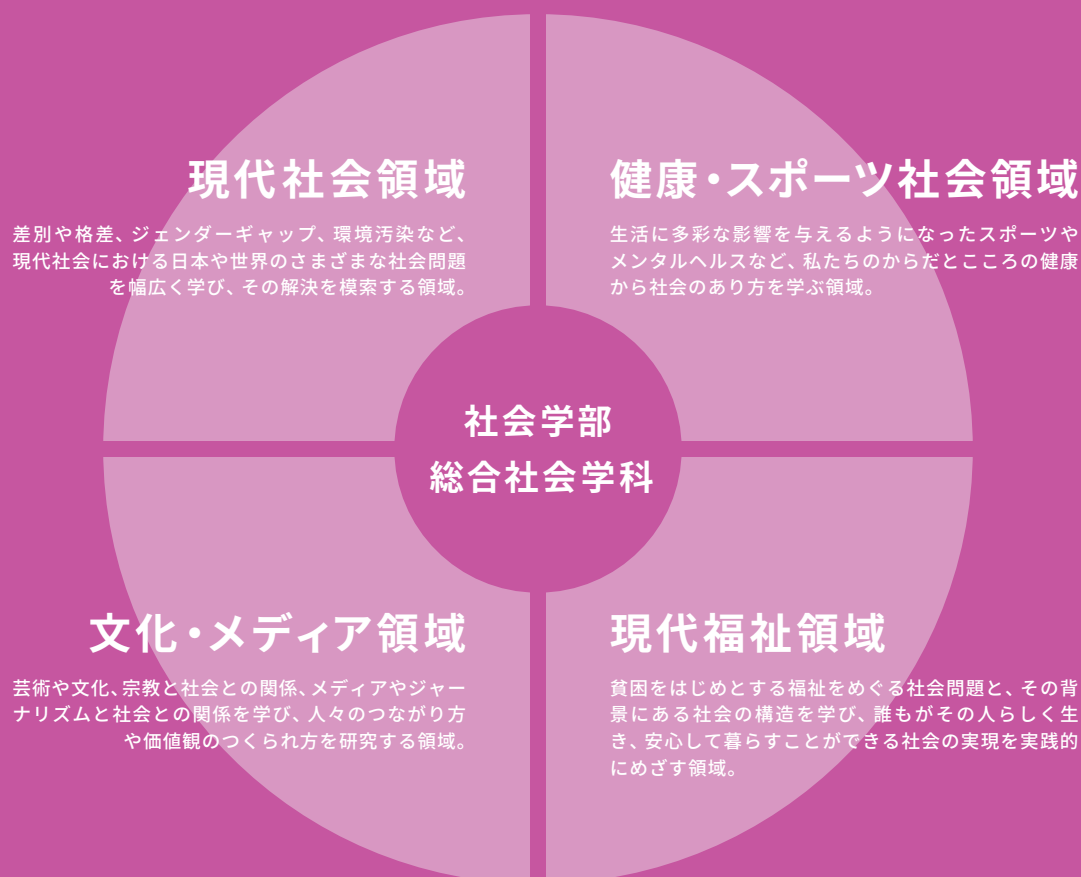 現代社会領域
差別や格差、ジェンダーギャップ、環境汚染など、
現代社会における日本や世界のさまざまな社会問題
を幅広く学び、その解決を模索する領域。
健康・スポーツ社会領域
生活に多彩な影響を与えるようになったスポーツや
メンタルヘルスなど、私たちのからだとこころの健康
から社会のあり方を学ぶ領域。
社会学部
総合社会学科
文化・メディア領域
芸術や文化、宗教と社会との関係、メディアやジャー
ナリズムと社会との関係を学び、人々のつながり方
や価値観のつくられ方を研究する領域。
現代福祉領域
貧困をはじめとする福祉をめぐる社会問題と、その背
景にある社会の構造を学び、誰もがその人らしく生
き、安心して暮らすことができる社会の実現を実践的
にめざす領域。